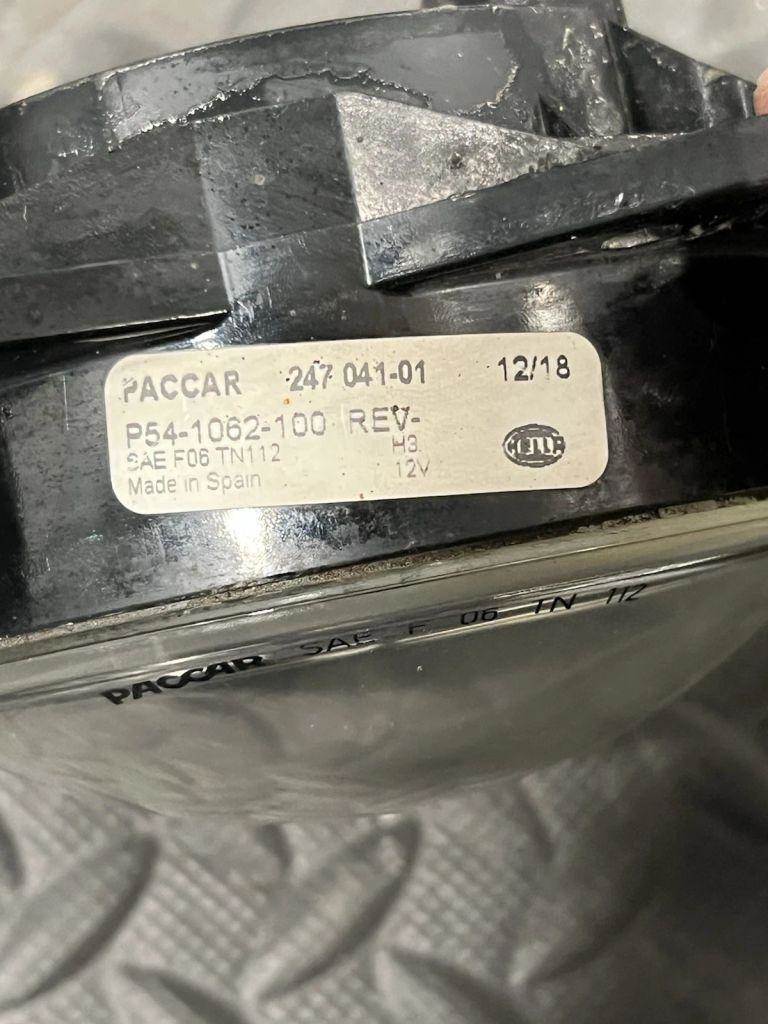 PACCAR 247 041-01 12/18
P54-1062-100 REV-
SAE F06 TN112 H3
Made in Spain 12V
HELLA
PACCAR SAE F 06 TN 112